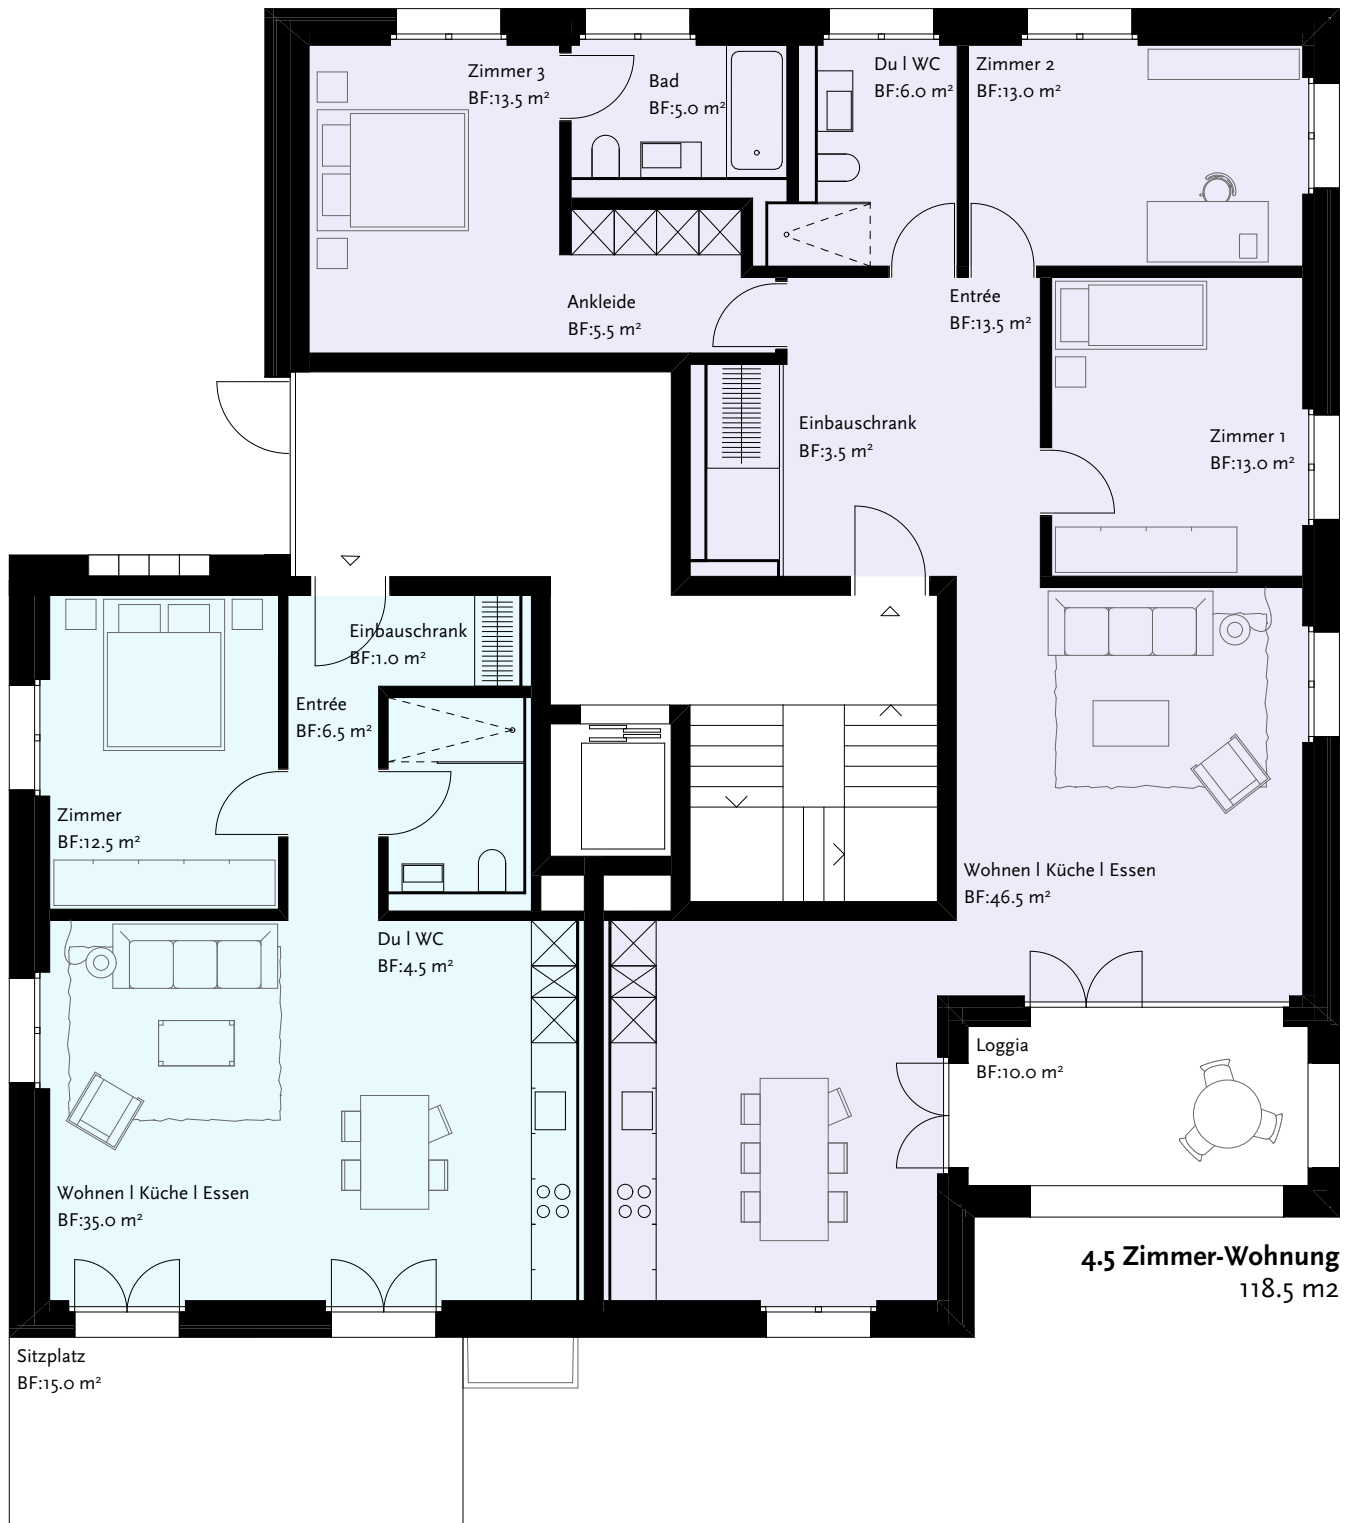 Zimmer 3
BF:13.5 m²
Bad
BF:5.0 m²
Du l WC
BF:6.0 m²
Zimmer 2
BF:13.0 m²
Ankleide
BF:5.5 m²
Entrée
BF:13.5 m²
Einbauschrank
BF:3.5 m²
Zimmer 1
BF:13.0 m²
Einbauschrank
BF:1.0 m²
Entrée
BF:6.5 m²
Zimmer
BF:12.5 m²
Wohnen l Küche l Essen
BF:46.5 m²
Du l WC
BF:4.5 m²
Loggia
BF:10.0 m²
Wohnen l Küche l Essen
BF:35.0 m²
4.5 Zimmer-Wohnung
118.5 m2
Sitzplatz
BF:15.0 m²